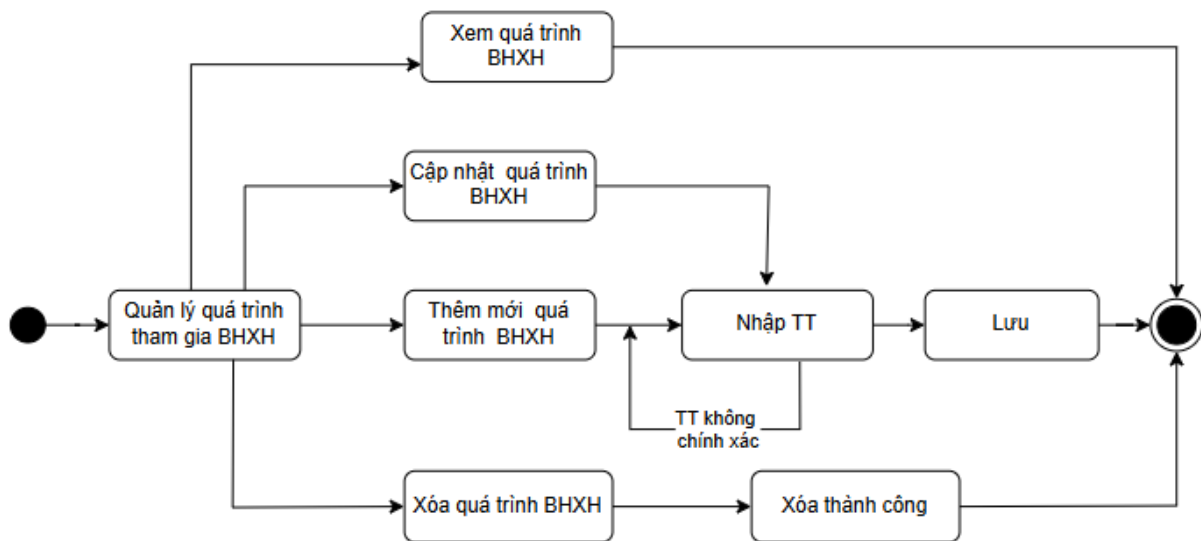 Xem quá trình
BHXH
Cập nhật quá trình
BHXH
Quản lý quá trình
tham gia BHXH
Thêm mới quá
trình BHXH
Nhập TT
Lưu
TT không
chính xác
Xóa quá trình BHXH
Xóa thành công